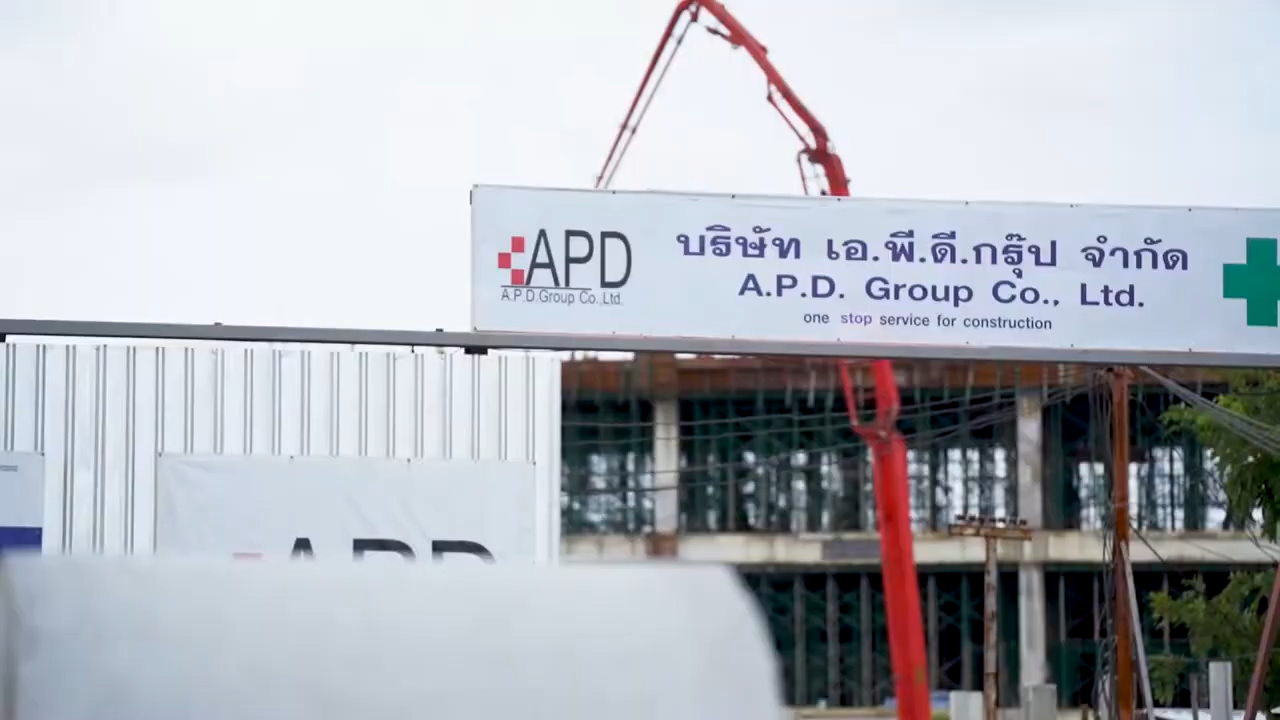 APD
A.P.D.Group Co.,Ltd.
บริษัท เอ.พี.ดี.กรุ๊ป จำกัด
A.P.D. Group Co., Ltd.
one stop service for construction
APD